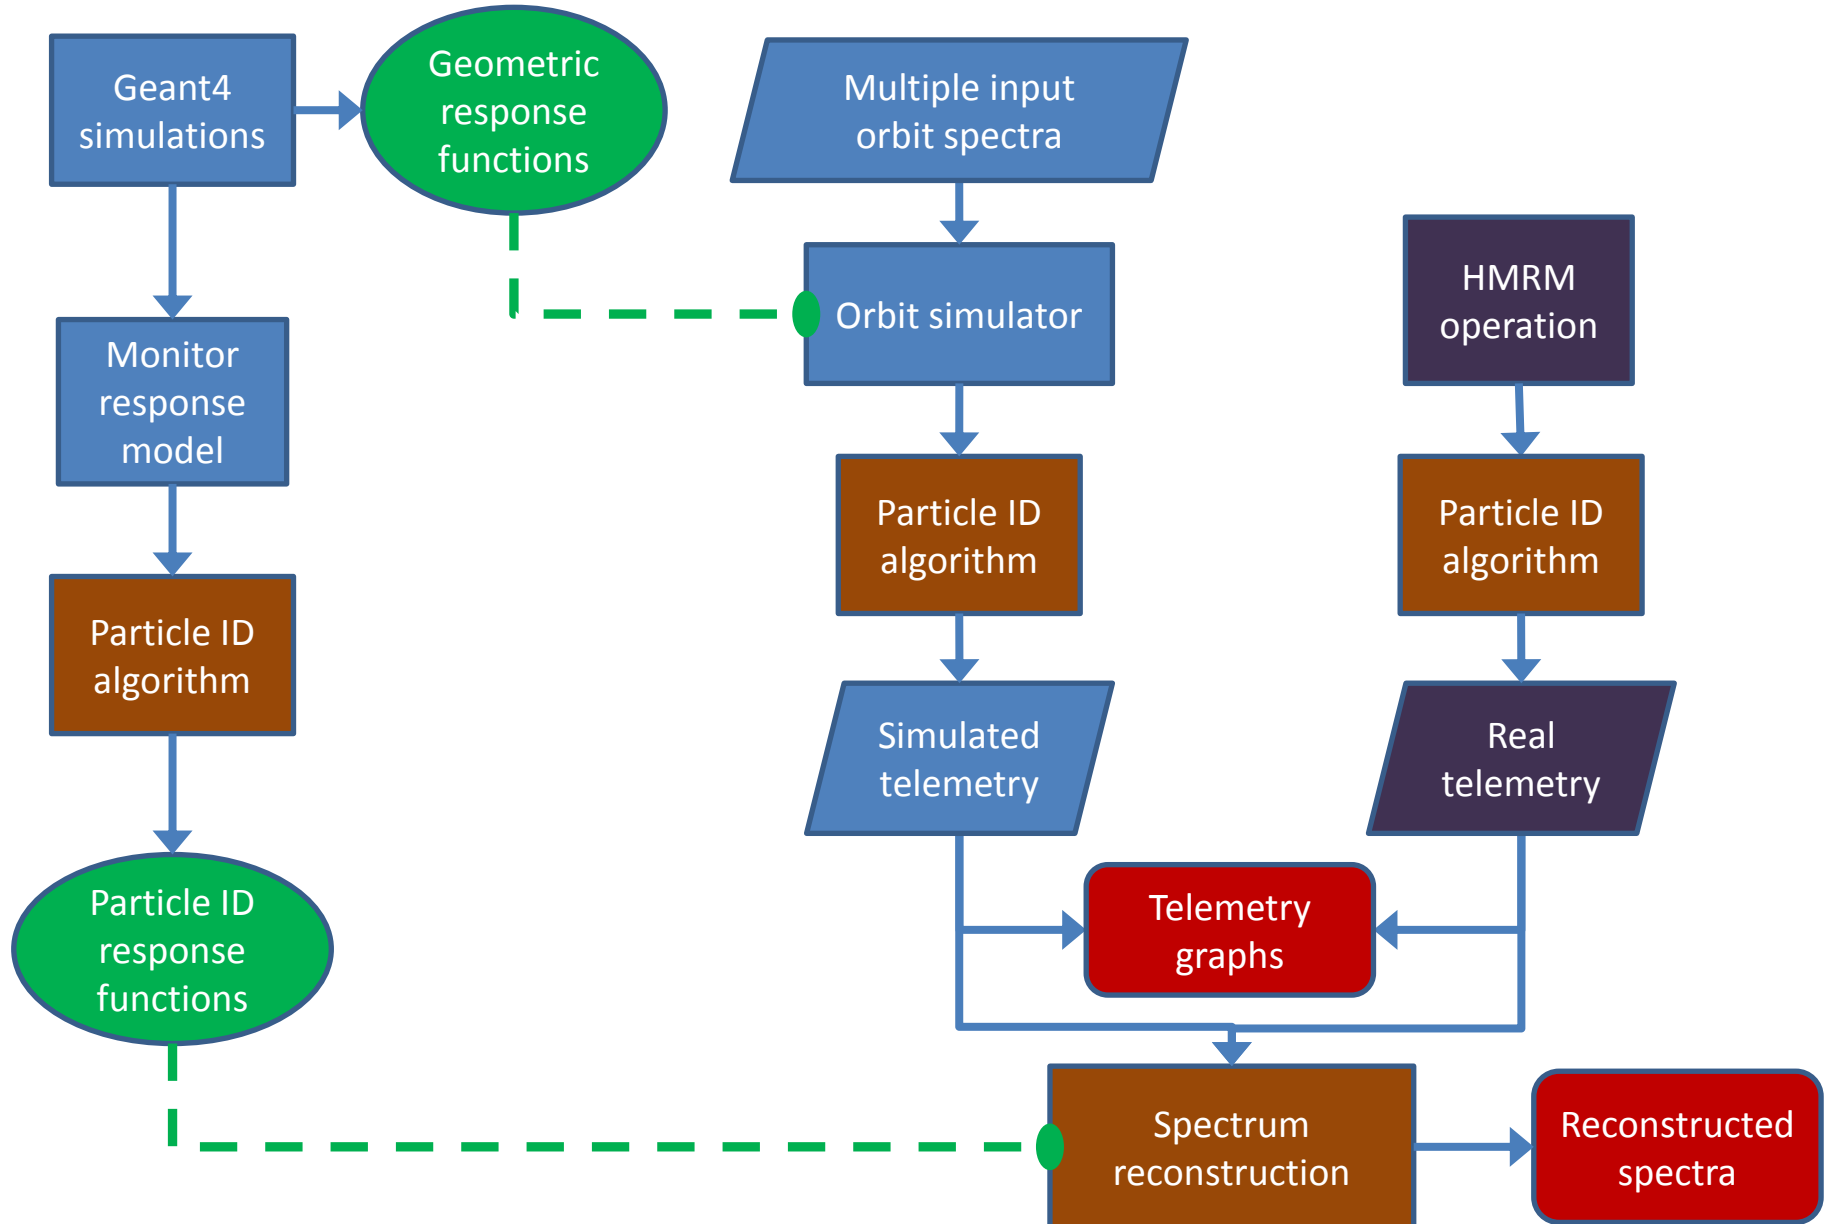 Geant4
simulations
Geometric
response
functions
Multiple input
orbit spectra
HMRM
operation
Orbit simulator
Monitor
response
model
Particle ID
algorithm
Particle ID
algorithm
Particle ID
algorithm
Simulated
telemetry
Real
telemetry
Particle ID
response
functions
Telemetry
graphs
Spectrum
reconstruction
Reconstructed
spectra